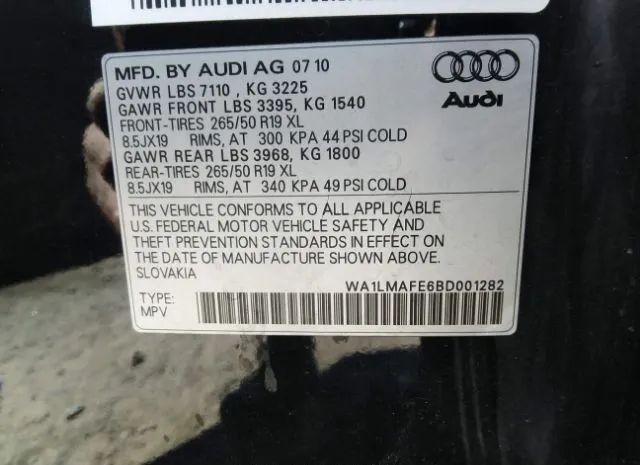 MFD. BY AUDI AG 07 10
GVWR LBS 7110 , KG 3225
GAWR FRONT LBS 3395, KG 1540
FRONT-TIRES 265/50 R19 XL
8.5JX19 RIMS, AT 300 KPA 44 PSI COLD
GAWR REAR LBS 3968, KG 1800
REAR-TIRES 265/50 R19 XL
8.5JX19 RIMS, AT 340 KPA 49 PSI COLD
Audi
THIS VEHICLE CONFORMS TO ALL APPLICABLE
U.S. FEDERAL MOTOR VEHICLE SAFETY AND
THEFT PREVENTION STANDARDS IN EFFECT ON
THE DATE OF MANUFACTURE SHOWN ABOVE.
SLOVAKIA
WA1LMAFE6BD001282
TYPE:
MPV